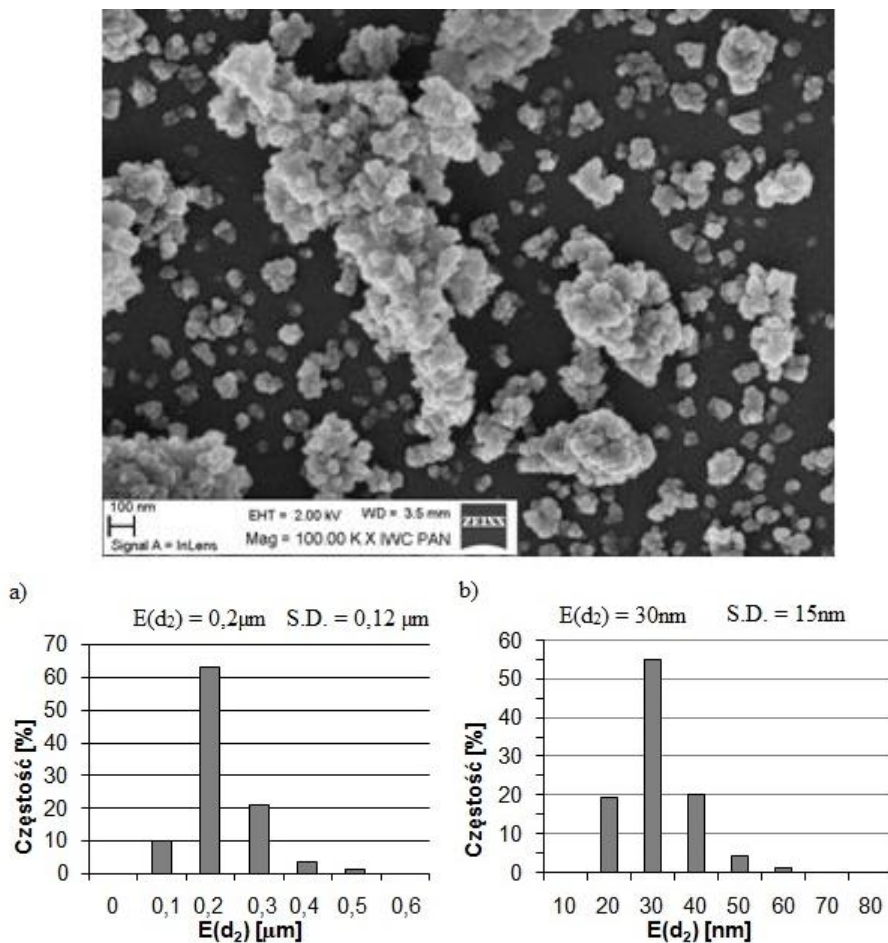 100 nm
EHT = 2.00 kV WD = 3.5 mm
Signal A = InLens Mag = 100.00 K X IWC PAN
ZEISS
a)
E(d₂) = 0,2µm S.D. = 0,12 µm
Częstość [%]
70
60
50
40
30
20
10
0
0 0,1 0,2 0,3 0,4 0,5 0,6
E(d₂) [µm]
b)
E(d₂) = 30nm S.D. = 15nm
Częstość [%]
60
50
40
30
20
10
0
10 20 30 40 50 60 70 80
E(d₂) [nm]